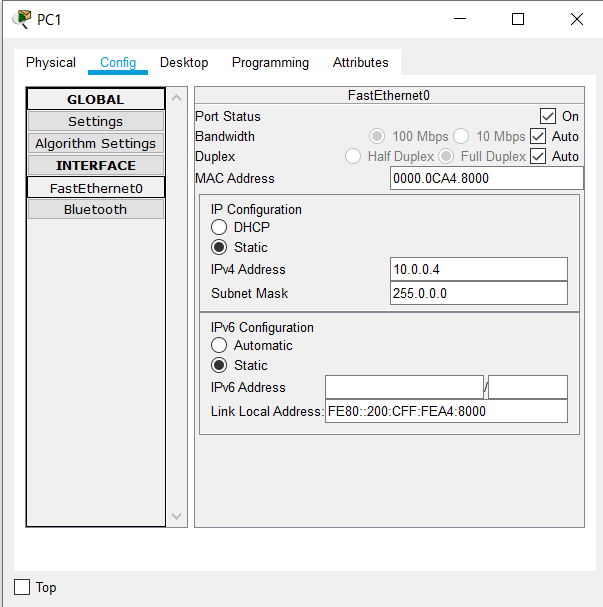 PC1
Physical Config Desktop Programming Attributes
GLOBAL
Settings
Algorithm Settings
INTERFACE
FastEthernet0
Bluetooth
FastEthernet0
Port Status On
Bandwidth 100 Mbps 10 Mbps Auto
Duplex Half Duplex Full Duplex Auto
MAC Address 0000.0CA4.8000
IP Configuration
DHCP
Static
IPv4 Address 10.0.0.4
Subnet Mask 255.0.0.0
IPv6 Configuration
Automatic
Static
IPv6 Address /
Link Local Address: FE80::200:CFF:FEA4:8000
Top